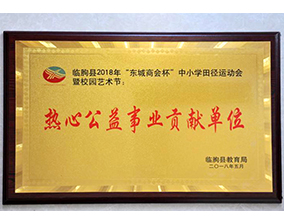 临朐县2018年“东城商会杯”中小学田径运动会
暨校园艺术节：
热心公益事业贡献单位
临朐县教育局
二〇一八年五月